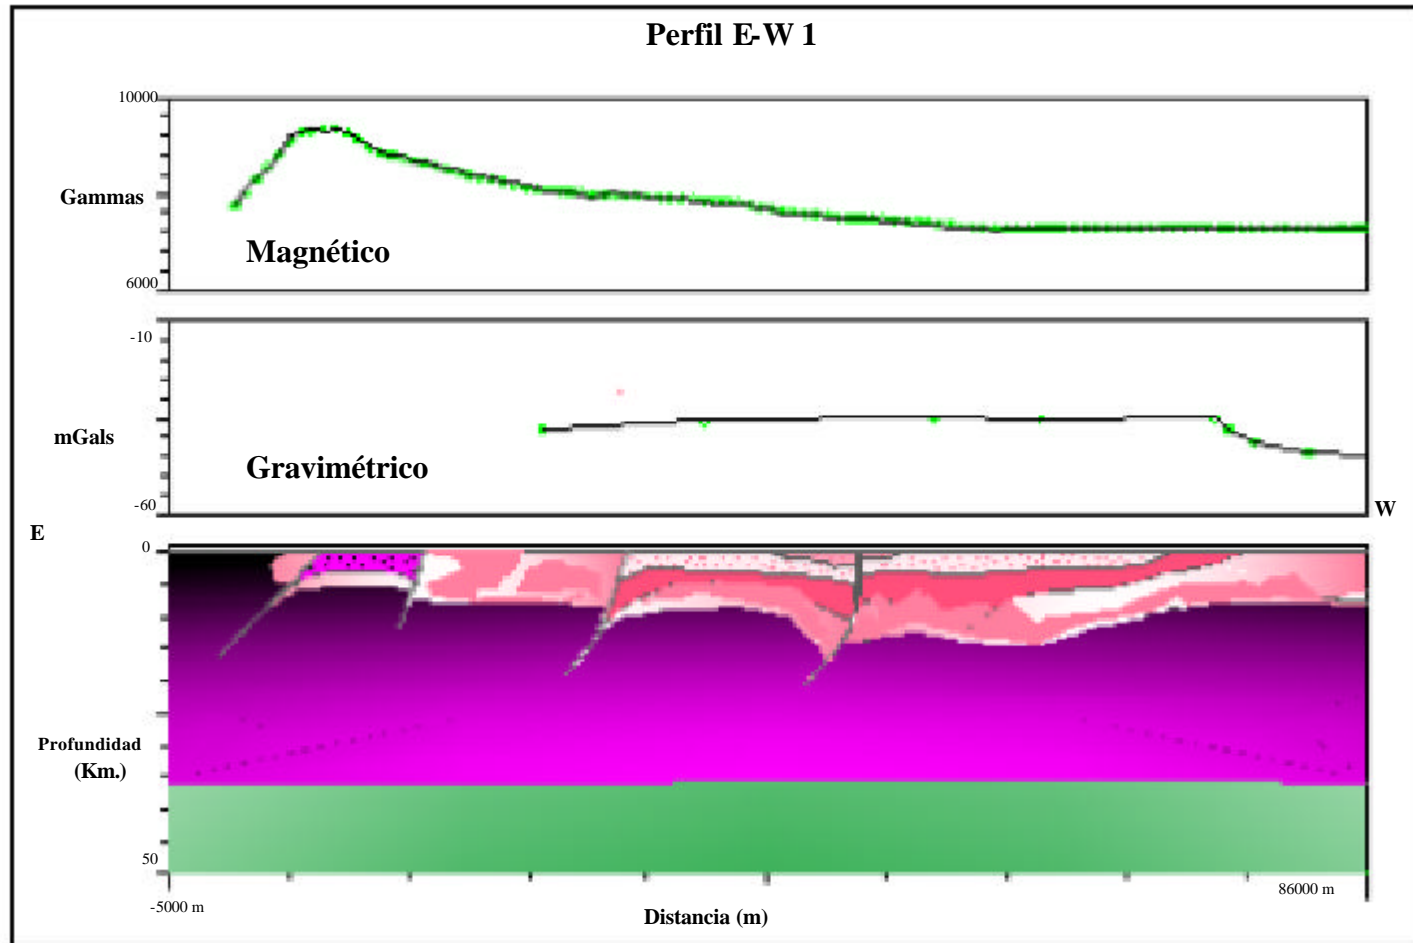 Perfil E-W 1
10000
Gammas
Magnético
6000
-10
mGals
Gravimétrico
-60
W
E
0
Profundidad
(Km.)
50
-5000 m
86000 m
Distancia (m)